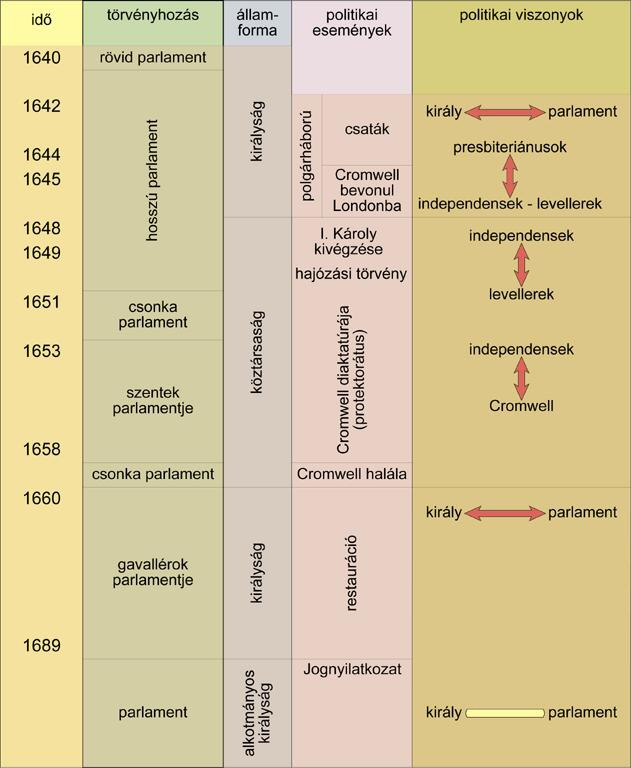 idő
törvényhozás
állam-
forma
politikai
események
politikai viszonyok
1640
1642
1644
1645
1648
1649
1651
1653
1658
1660
1689
rövid parlament
hosszú parlament
csonka
parlament
szentek
parlamentje
csonka parlament
gavallérok
parlamentje
parlament
királyság
köztársaság
királyság
alkotmányos
királyság
polgárháború
csaták
Cromwell
bevonul
Londonba
I. Károly
kivégzése
hajózási törvény
Cromwell diaktatúrája
(protektorátus)
Cromwell halála
restauráció
Jognyilatkozat
király parlament
presbiteriánusok
independensek - levellerek
independensek
levellerek
independensek
Cromwell
király parlament
király parlament